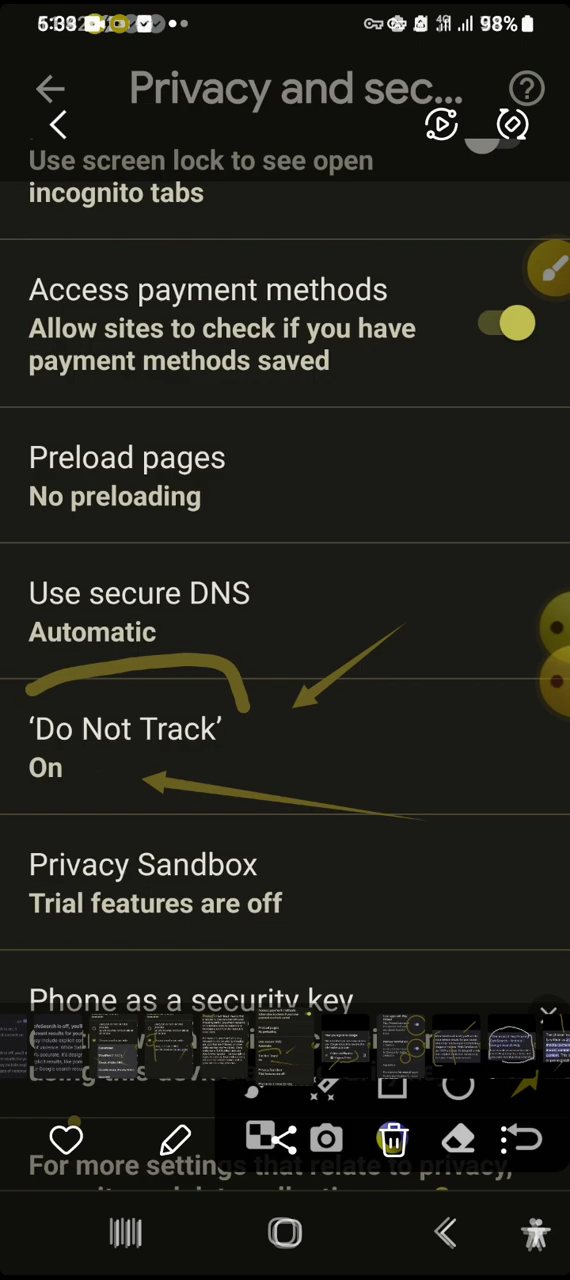 98%
Privacy and sec...
Use screen lock to see open
incognito tabs
Access payment methods
Allow sites to check if you have
payment methods saved
Preload pages
No preloading
Use secure DNS
Automatic
‘Do Not Track’
On
Privacy Sandbox
Trial features are off
Phone as a security key
For more settings that relate to privacy,